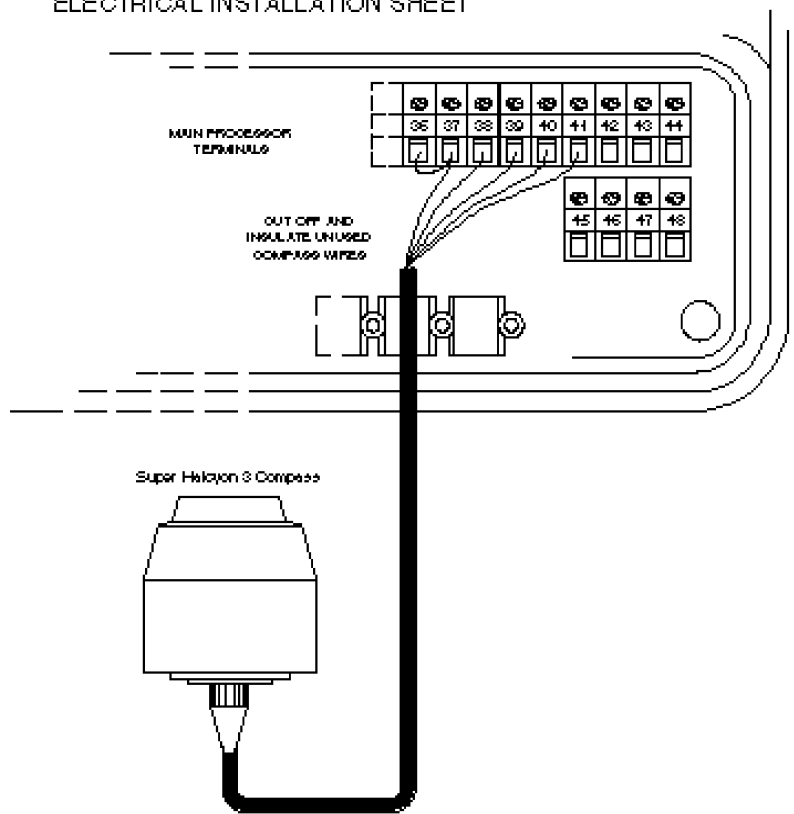 ELECTRICAL INSTALLATION SHEET
MAIN PROCESSOR
TERMINALS
36 37 38 39 40 41 42 43 44
CUT OFF AND
INSULATE UNUSED
COMPASS WIRES
45 46 47 48
Super Halcyon 3 Compass